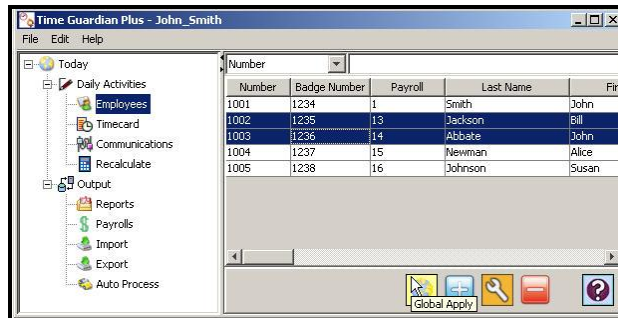 Time Guardian Plus - John_Smith
File Edit Help
Today
Daily Activities
Employees
Timecard
Communications
Recalculate
Output
Reports
Payrolls
Import
Export
Auto Process
Number
Number Badge Number Payroll Last Name Fir
1001 1234 1 Smith John
1002 1235 13 Jackson Bill
1003 1236 14 Abbate John
1004 1237 15 Newman Alice
1005 1238 16 Johnson Susan
Global Apply